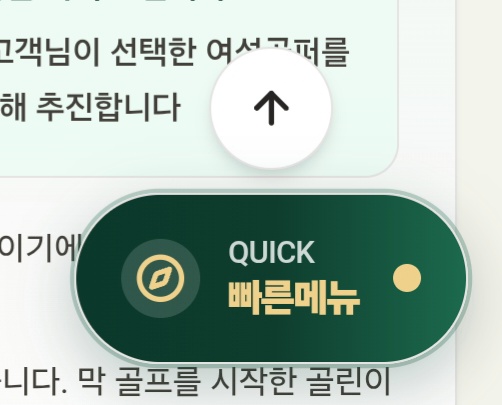 고객님이 선택한 여성골퍼를
해 추진합니다
이기에
QUICK
빠른메뉴
니다. 막 골프를 시작한 골린이